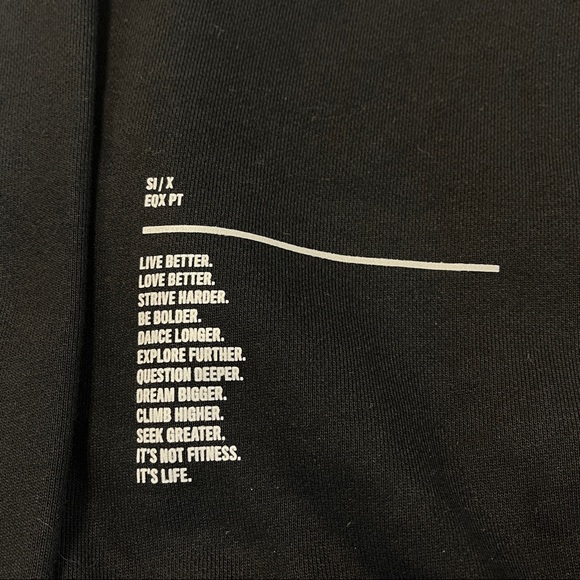 SI / X
EQX PT
LIVE BETTER.
LOVE BETTER.
STRIVE HARDER.
BE BOLDER.
DANCE LONGER.
EXPLORE FURTHER.
QUESTION DEEPER.
DREAM BIGGER.
CLIMB HIGHER.
SEEK GREATER.
IT'S NOT FITNESS.
IT'S LIFE.